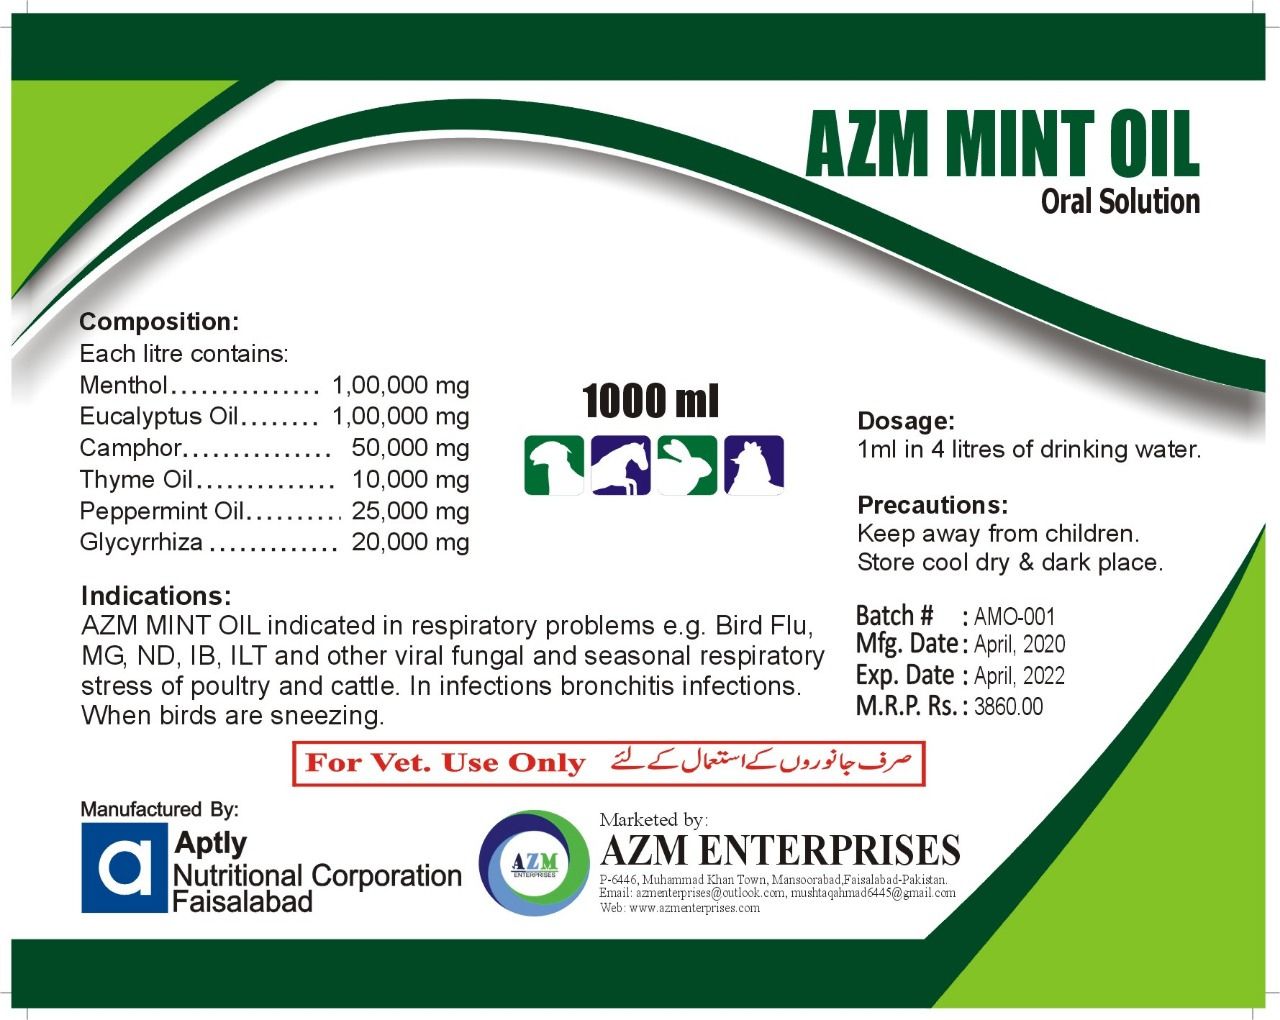 AZM MINT OIL
Oral Solution
Composition:
Each litre contains:
Menthol............... 1,00,000 mg
Eucalyptus Oil........ 1,00,000 mg
Camphor............... 50,000 mg
Thyme Oil.............. 10,000 mg
Peppermint Oil.......... 25,000 mg
Glycyrrhiza ............. 20,000 mg
1000 ml
Dosage:
1ml in 4 litres of drinking water.
Precautions:
Keep away from children.
Store cool dry & dark place.
Indications:
AZM MINT OIL indicated in respiratory problems e.g. Bird Flu,
MG, ND, IB, ILT and other viral fungal and seasonal respiratory
stress of poultry and cattle. In infections bronchitis infections.
When birds are sneezing.
Batch # : AMO-001
Mfg. Date : April, 2020
Exp. Date : April, 2022
M.R.P. Rs. : 3860.00
For Vet. Use Only صرف جانوروں کے استعمال کے لئے
Manufactured By:
a
Aptly
Nutritional Corporation
Faisalabad
AZM
ENTERPRISES
Marketed by:
AZM ENTERPRISES
P-6446, Muhammad Khan Town, Mansoorabad,Faisalabad-Pakistan.
Email: azmenterprises@outlook.com, mushtaqahmad6445@gmail.com
Web: www.azmenterprises.com